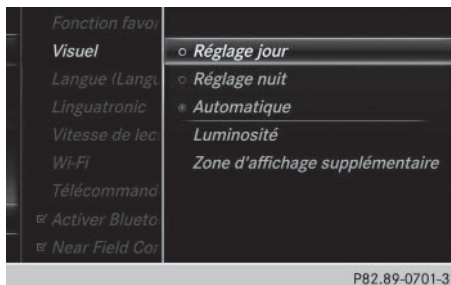 Fonction favor
Visuel
Réglage jour
Langue (Langu
Réglage nuit
Linguatronic
Automatique
Vitesse de lec
Luminosité
Wi-Fi
Zone d'affichage supplémentaire
Télécommand
Activer Blueto
Near Field Con
P82.89-0701-31